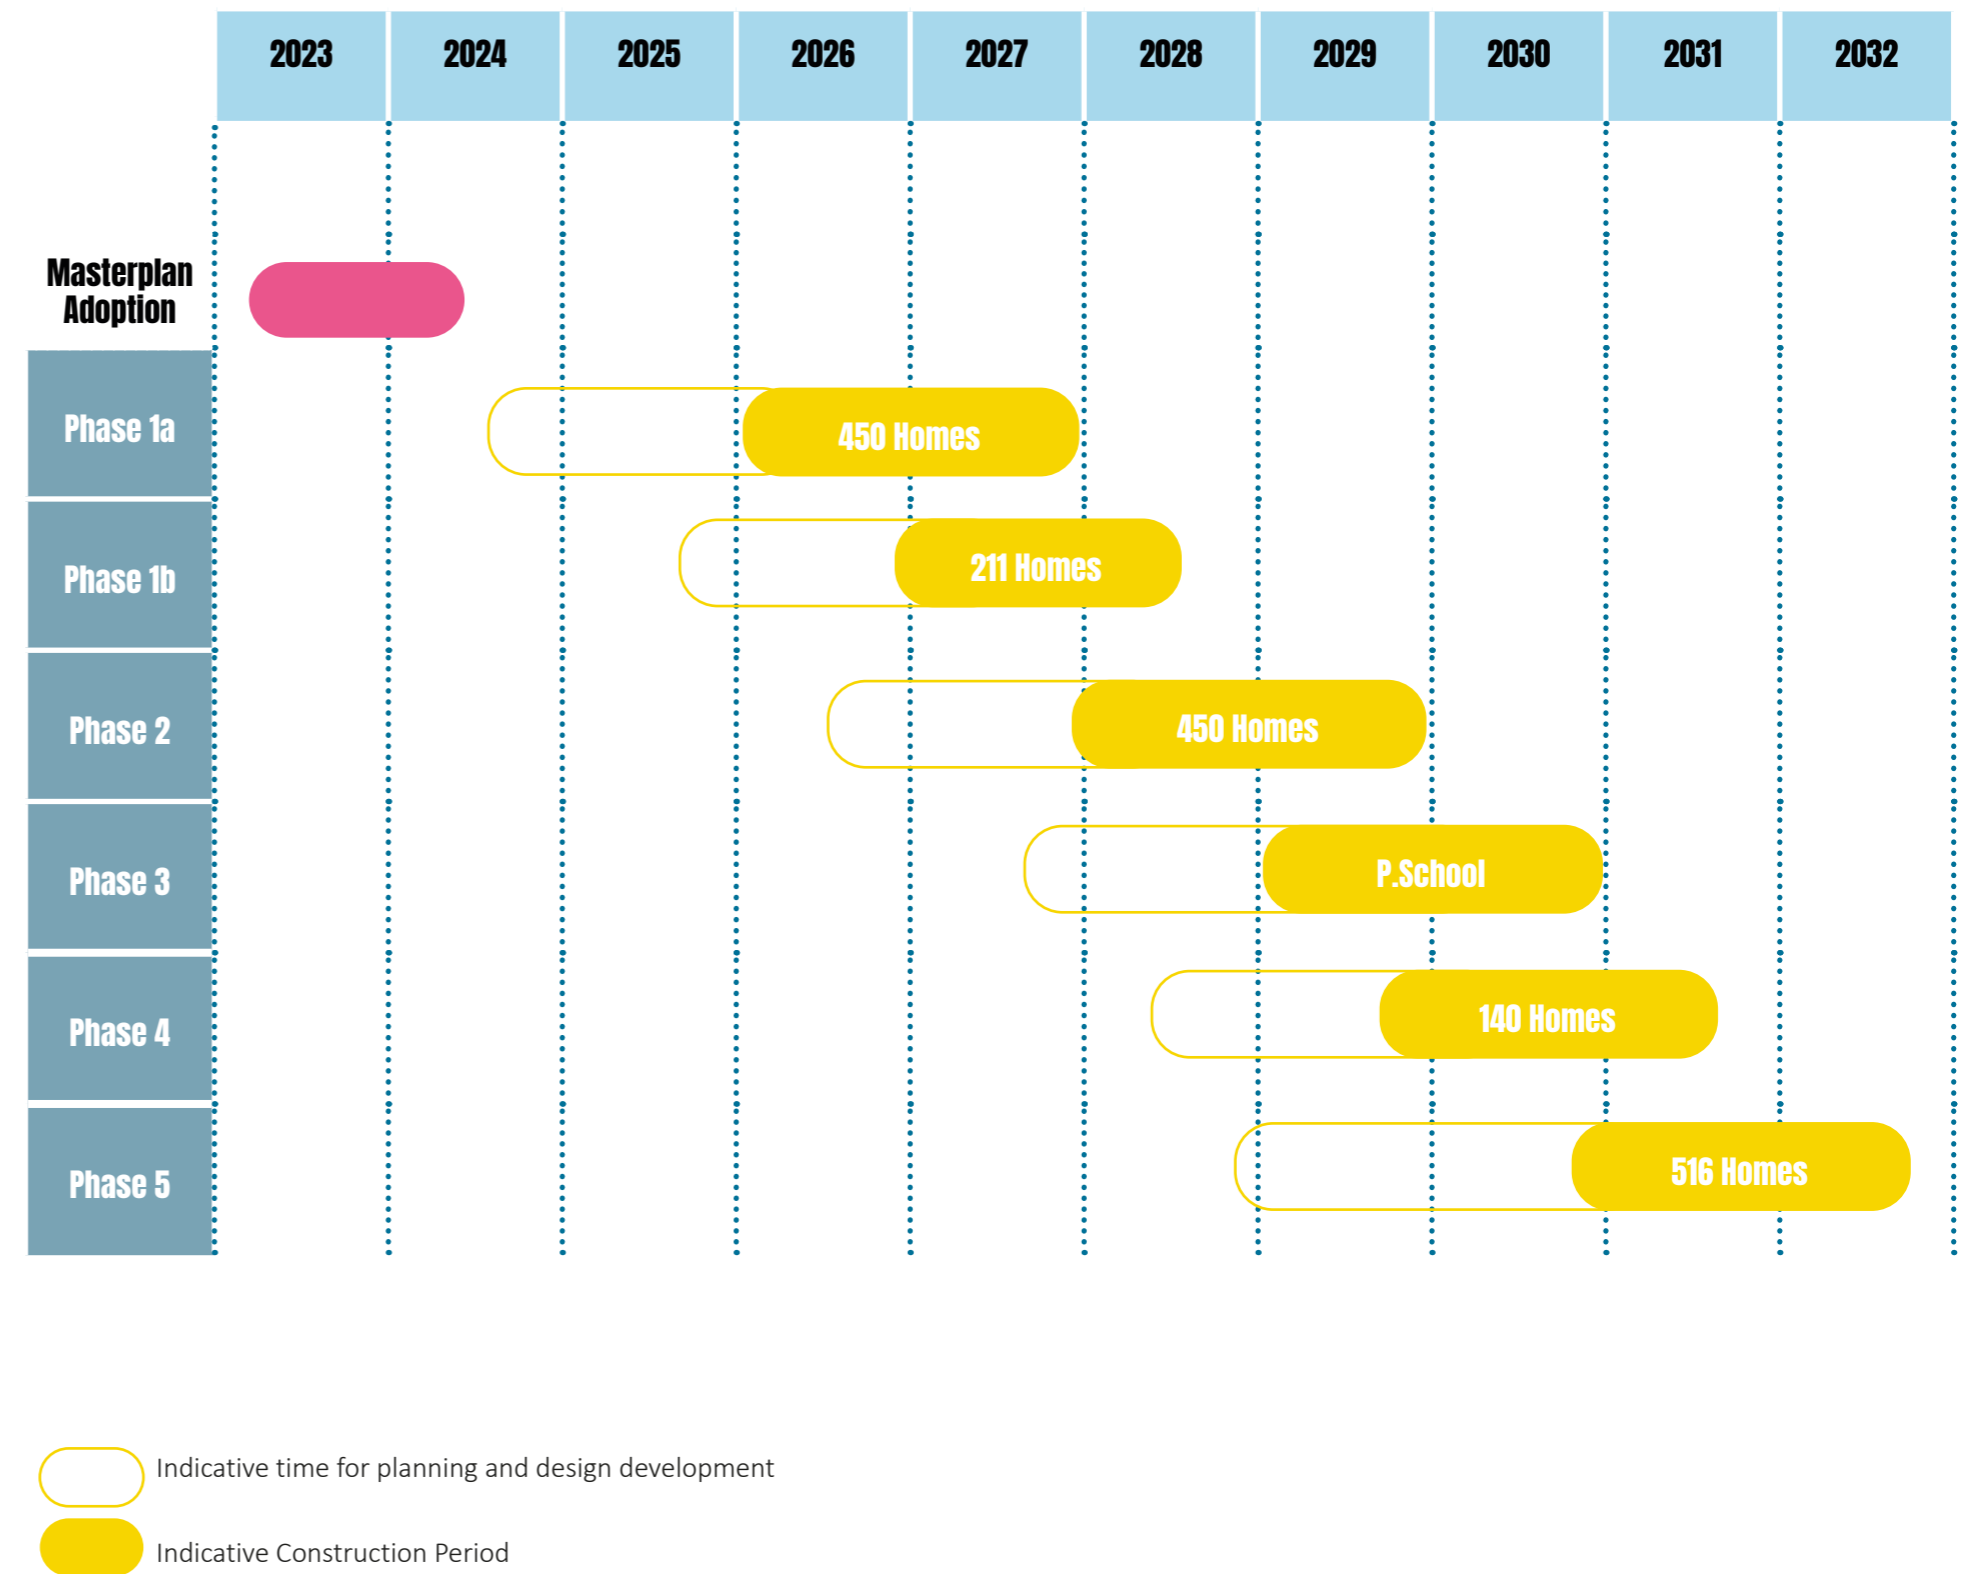 2023 2024 2025 2026 2027 2028 2029 2030 2031 2032
Masterplan
Adoption
Phase 1a
450 Homes
Phase 1b
211 Homes
Phase 2
450 Homes
Phase 3
P.School
Phase 4
140 Homes
Phase 5
516 Homes
Indicative time for planning and design development
Indicative Construction Period